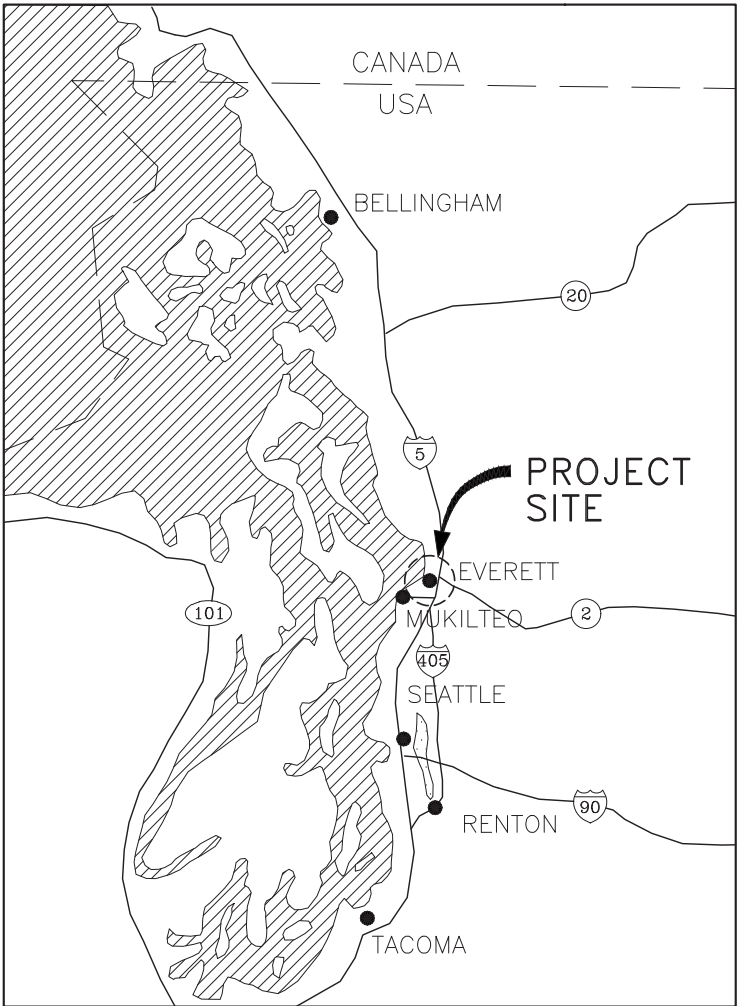 CANADA
USA
BELLINGHAM
20
5
PROJECT
SITE
EVERETT
101
MUKILTEO
2
405
SEATTLE
90
RENTON
TACOMA